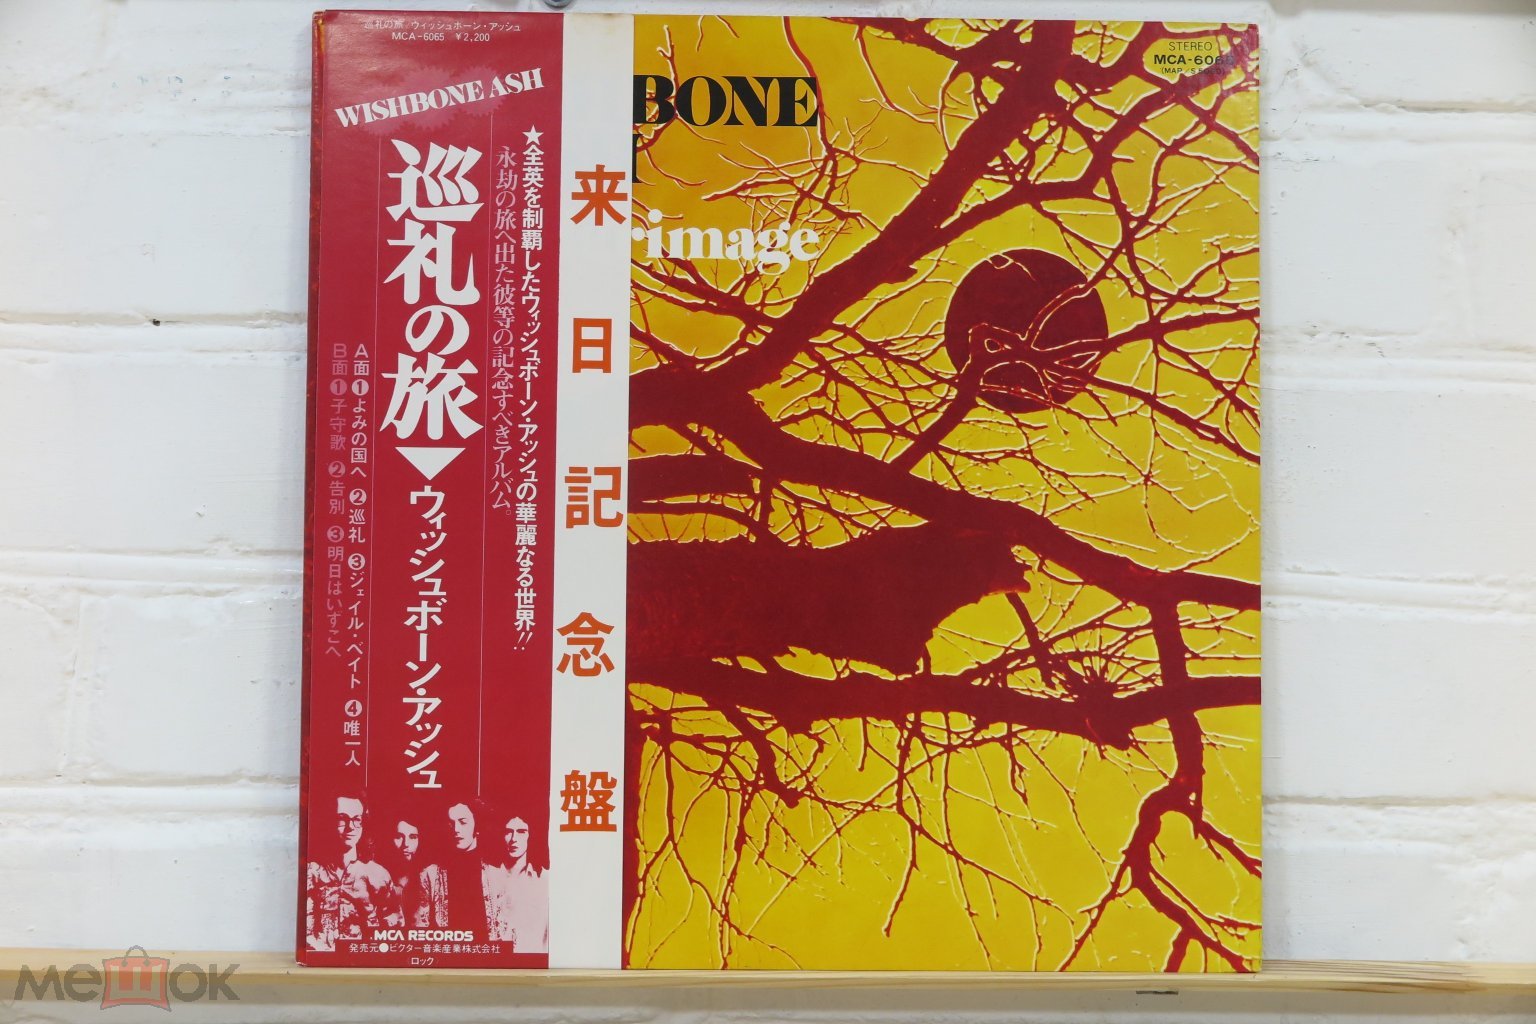 巡礼の旅 ウィッシュボーン・アッシュ
MCA-6065 ¥2,200
WISHBONE ASH
★全英を制覇したウィッシュボーン・アッシュの華麗なる世界!!
永劫の旅へ出た彼等の記念すべきアルバム。
巡礼の旅▼ウィッシュボーン・アッシュ
A面❶よみの国へ ❷巡礼 ❸ジェイル・ベイト ❹唯一人
B面❶子守歌 ❷告別 ❸明日はいずこへ
MCA RECORDS
発売元●ビクター音楽産業株式会社
ロック
来日記念盤
BONE
image
STEREO
MCA-606
мешок